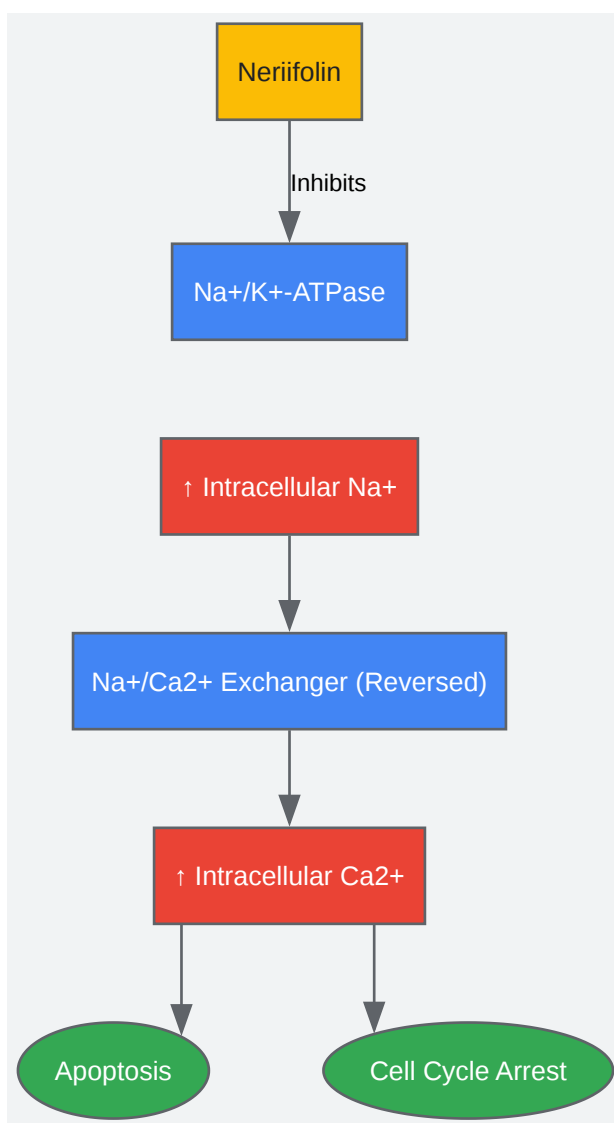 Neriifolin
Inhibits
Na+/K+-ATPase
↑ Intracellular Na+
Na+/Ca2+ Exchanger (Reversed)
↑ Intracellular Ca2+
Apoptosis
Cell Cycle Arrest